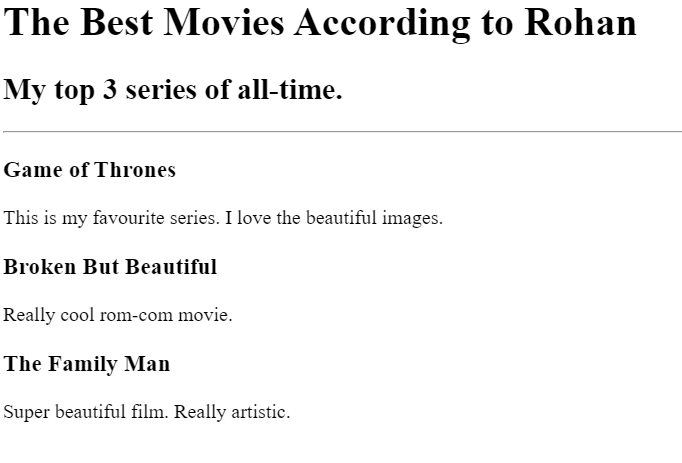 The Best Movies According to Rohan
My top 3 series of all-time.
Game of Thrones
This is my favourite series. I love the beautiful images.
Broken But Beautiful
Really cool rom-com movie.
The Family Man
Super beautiful film. Really artistic.